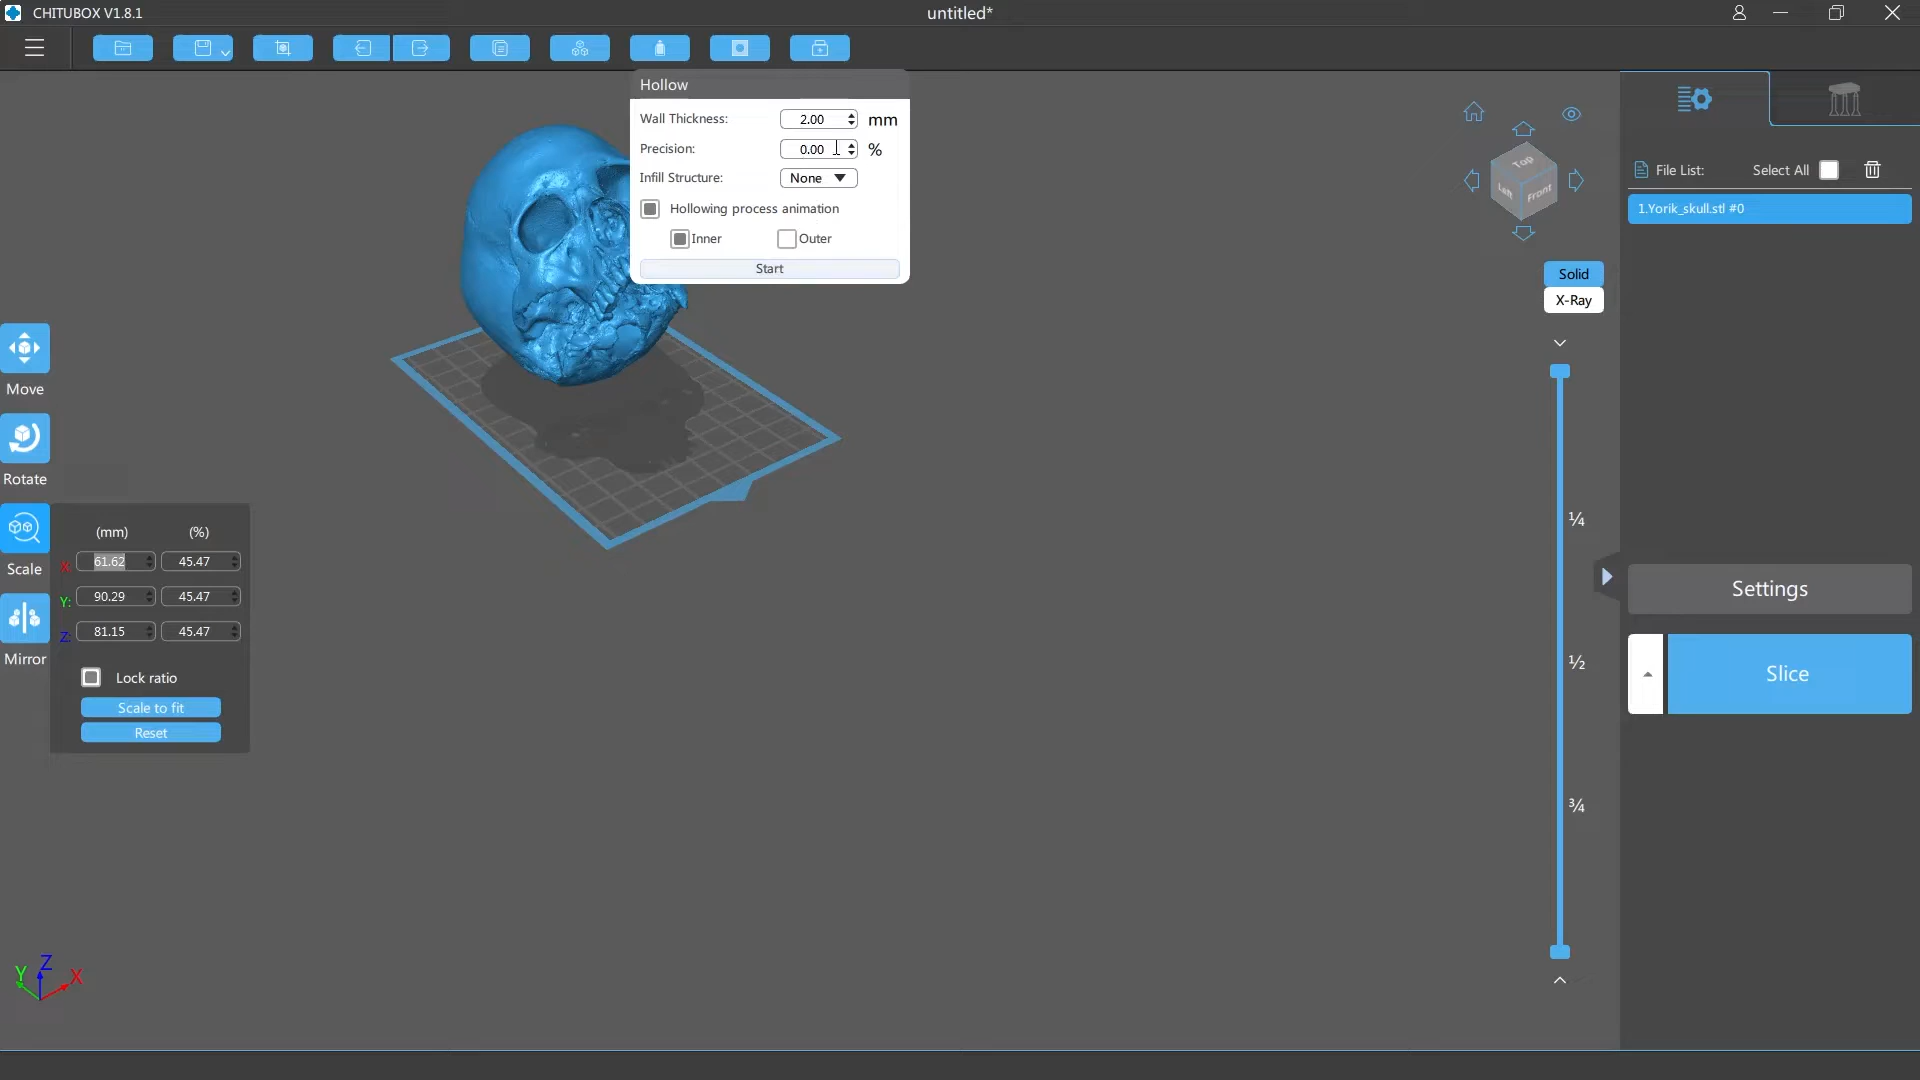 CHITUBOX V1.8.1
untitled*
Hollow
Wall Thickness: 2.00 mm
Precision: 0.00 %
Infill Structure: None
Hollowing process animation
Inner Outer
Start
Top
Left Front
Solid
X-Ray
¼
½
¾
File List: Select All
1.Yorik_skull.stl #0
Settings
Slice
Move
Rotate
Scale
Mirror
(mm) (%)
X: 61.62 45.47
Y: 90.29 45.47
Z: 81.15 45.47
Lock ratio
Scale to fit
Reset
Y Z X